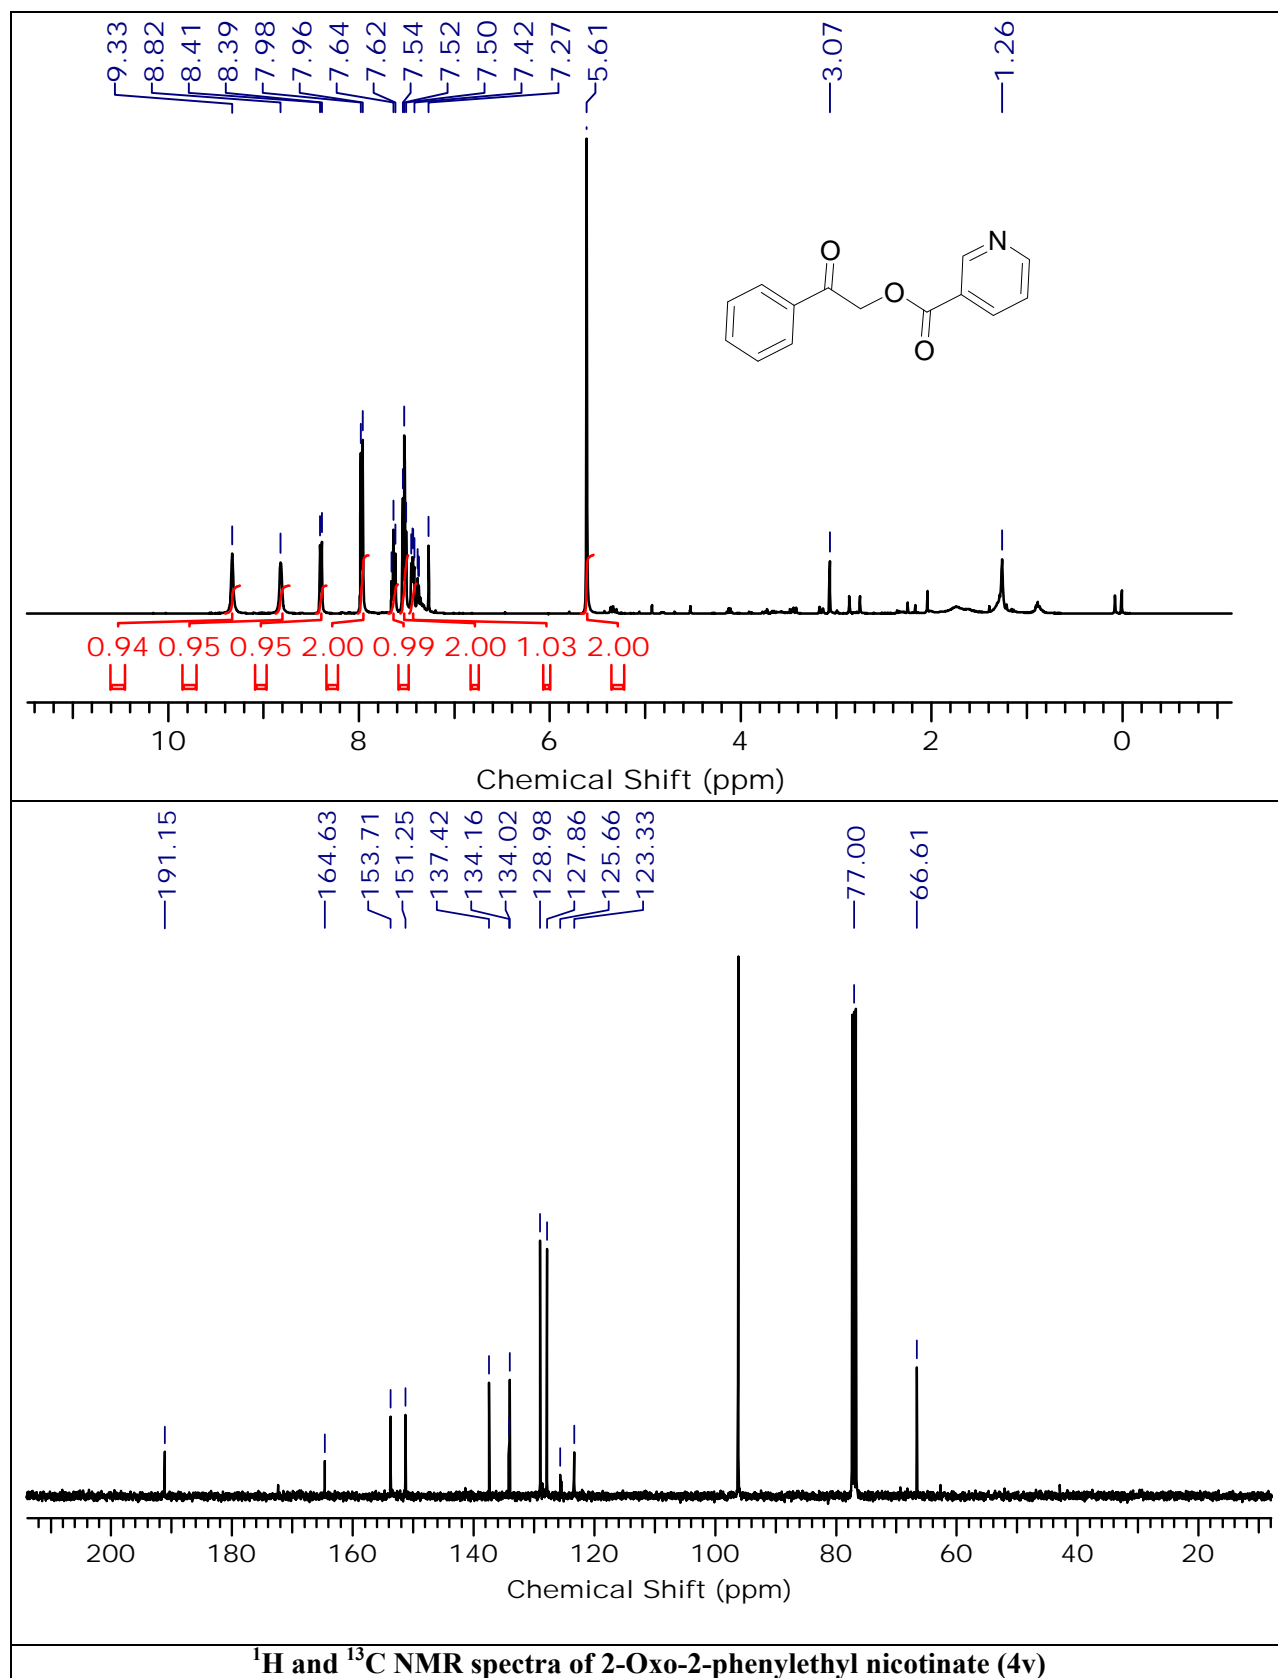 9.33 8.82 8.41 8.39 7.98 7.96 7.64 7.62 7.54 7.52 7.50 7.42 7.27 5.61 3.07 1.26
N
O
O
O
0.94 0.95 0.95 2.00 0.99 2.00 1.03 2.00
10 8 6 4 2 0
Chemical Shift (ppm)
191.15 164.63 153.71 151.25 137.42 134.16 134.02 128.98 127.86 125.66 123.33 77.00 66.61
200 180 160 140 120 100 80 60 40 20
Chemical Shift (ppm)
¹H and ¹³C NMR spectra of 2-Oxo-2-phenylethyl nicotinate (4v)